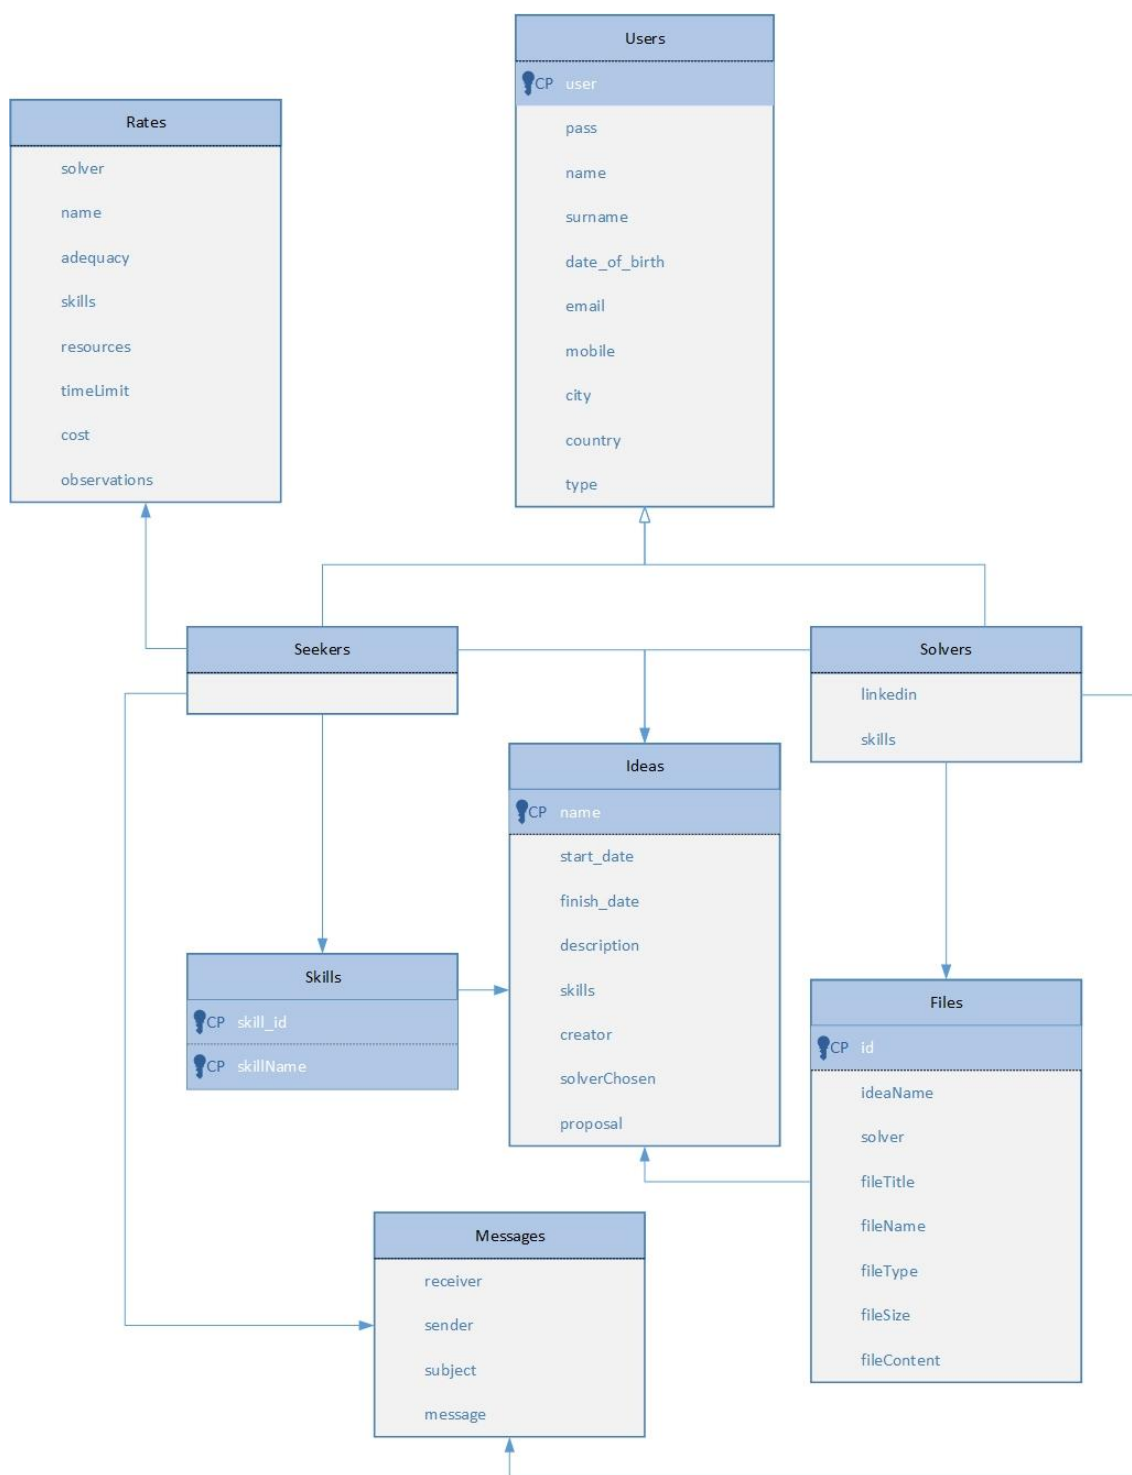 Users
CP user
pass
name
surname
date_of_birth
email
mobile
city
country
type
Rates
solver
name
adequacy
skills
resources
timeLimit
cost
observations
Seekers
Solvers
linkedin
skills
Ideas
CP name
start_date
finish_date
description
skills
creator
solverChosen
proposal
Skills
CP skill_id
CP skillName
Files
CP id
ideaName
solver
fileTitle
fileName
fileType
fileSize
fileContent
Messages
receiver
sender
subject
message